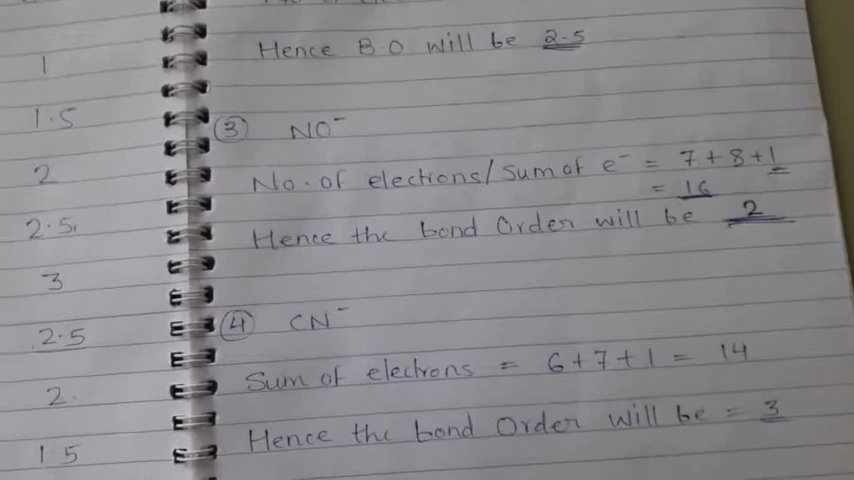 1
1.5
2
2.5
3
2.5
2
1.5
Hence B.O will be 2.5
③ NO⁻
No. of electrons/sum of e⁻ = 7+8+1
= 16
Hence the bond Order will be 2
④ CN⁻
Sum of electrons = 6+7+1 = 14
Hence the bond Order will be = 3